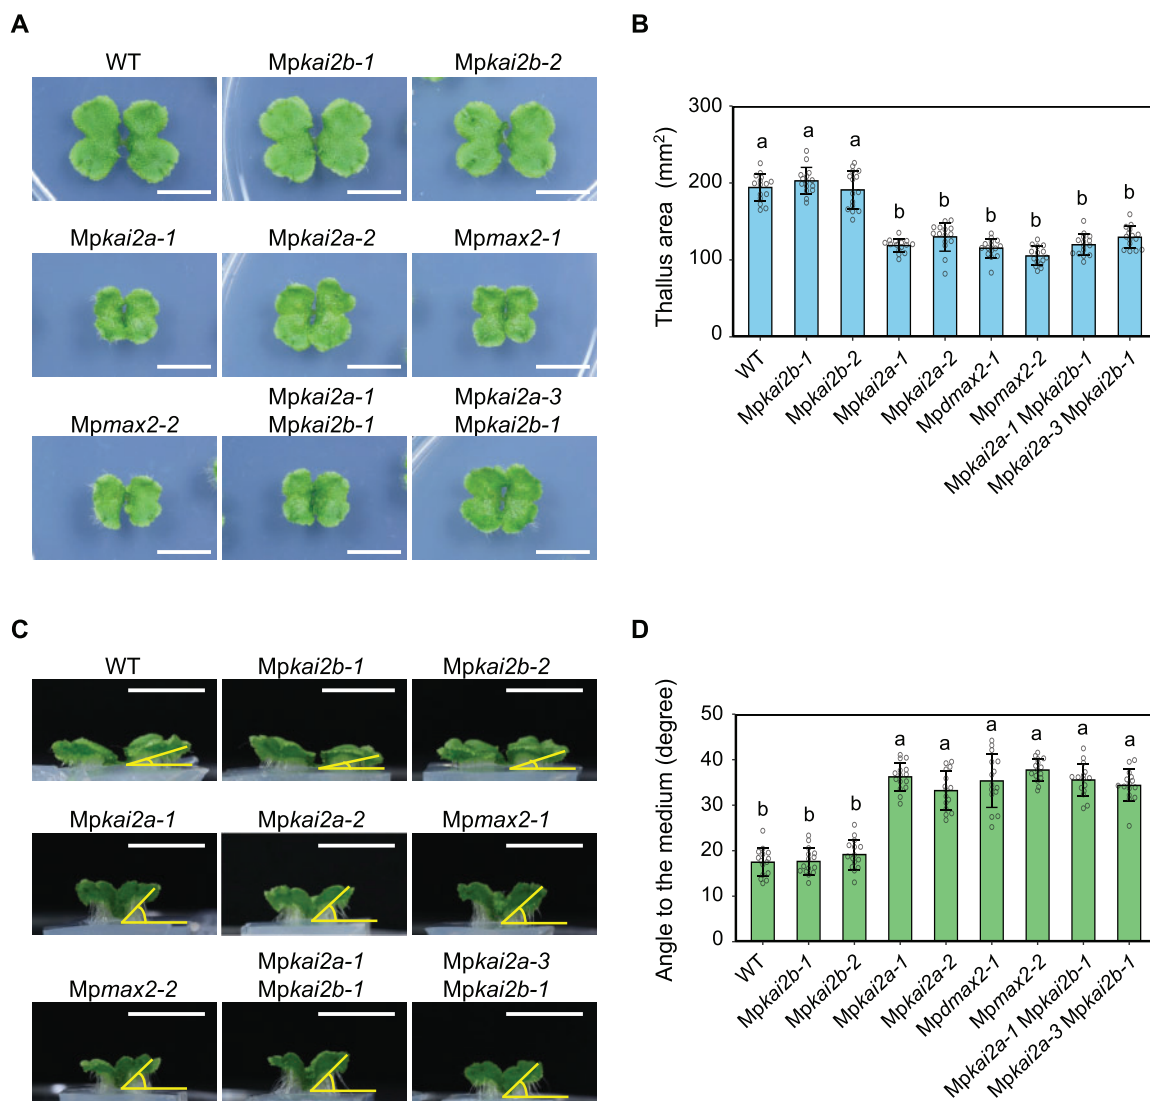 A
WT Mpkai2b-1 Mpkai2b-2
Mpkai2a-1 Mpkai2a-2 Mpmax2-1
Mpkai2a-1 Mpkai2a-3
Mpmax2-2 Mpkai2b-1 Mpkai2b-1
B
300
200
100
0
Thallus area (mm2)
a a a b b b b b b
WT
Mpkai2b-1
Mpkai2b-2
Mpkai2a-1
Mpkai2a-2
Mpdmax2-1
Mpmax2-2
Mpkai2a-1 Mpkai2b-1
Mpkai2a-3 Mpkai2b-1
C
WT Mpkai2b-1 Mpkai2b-2
Mpkai2a-1 Mpkai2a-2 Mpmax2-1
Mpkai2a-1 Mpkai2a-3
Mpmax2-2 Mpkai2b-1 Mpkai2b-1
D
50
40
30
20
10
0
Angle to the medium (degree)
b b b a a a a a a
WT
Mpkai2b-1
Mpkai2b-2
Mpkai2a-1
Mpkai2a-2
Mpdmax2-1
Mpmax2-2
Mpkai2a-1 Mpkai2b-1
Mpkai2a-3 Mpkai2b-1